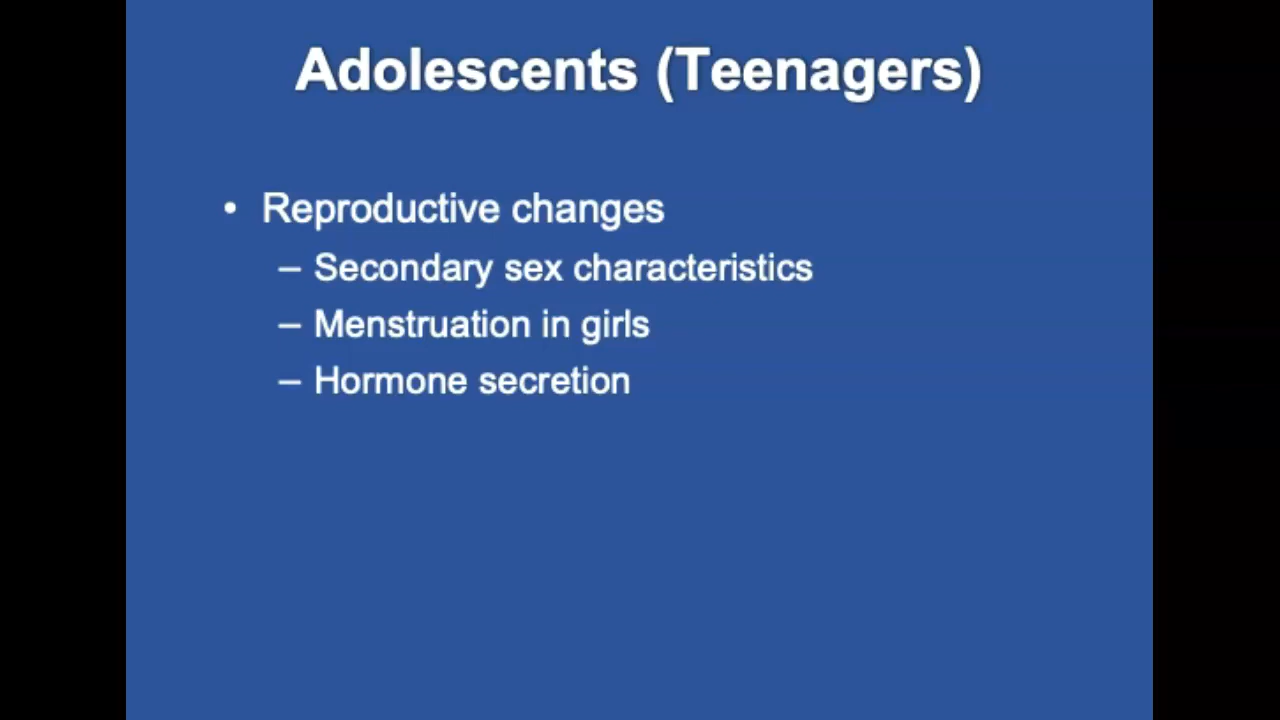 Adolescents (Teenagers)
• Reproductive changes
– Secondary sex characteristics
– Menstruation in girls
– Hormone secretion